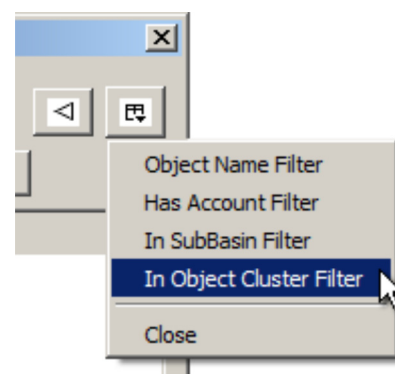 Object Name Filter
Has Account Filter
In SubBasin Filter
In Object Cluster Filter
Close